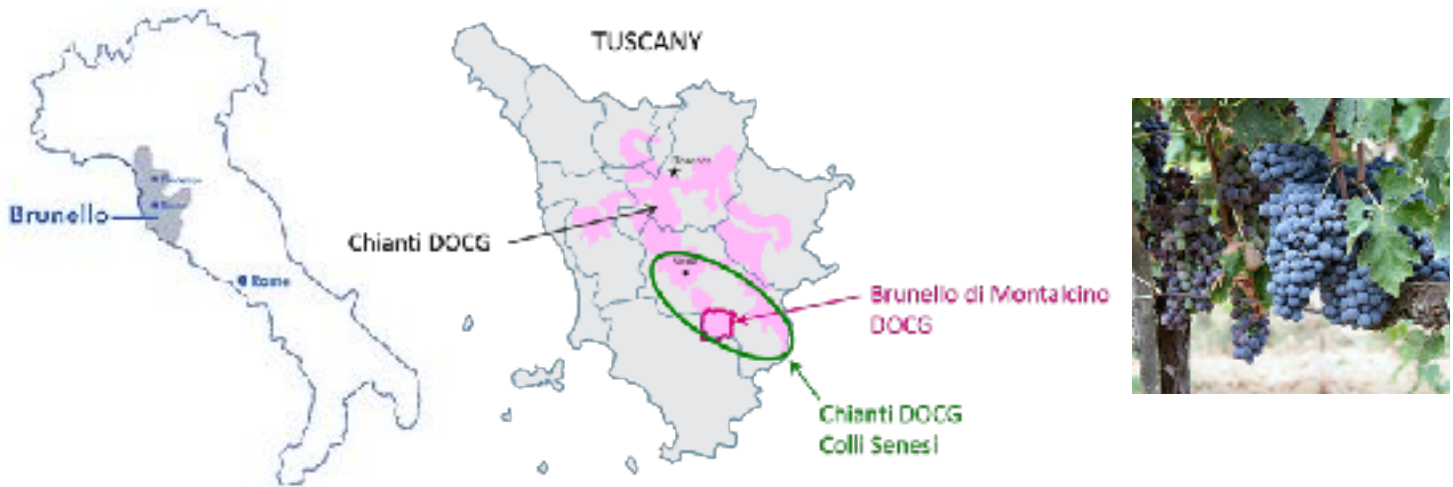 Brunello
Rome
TUSCANY
Chianti DOCG
Brunello di Montalcino
DOCG
Chianti DOCG
Colli Senesi